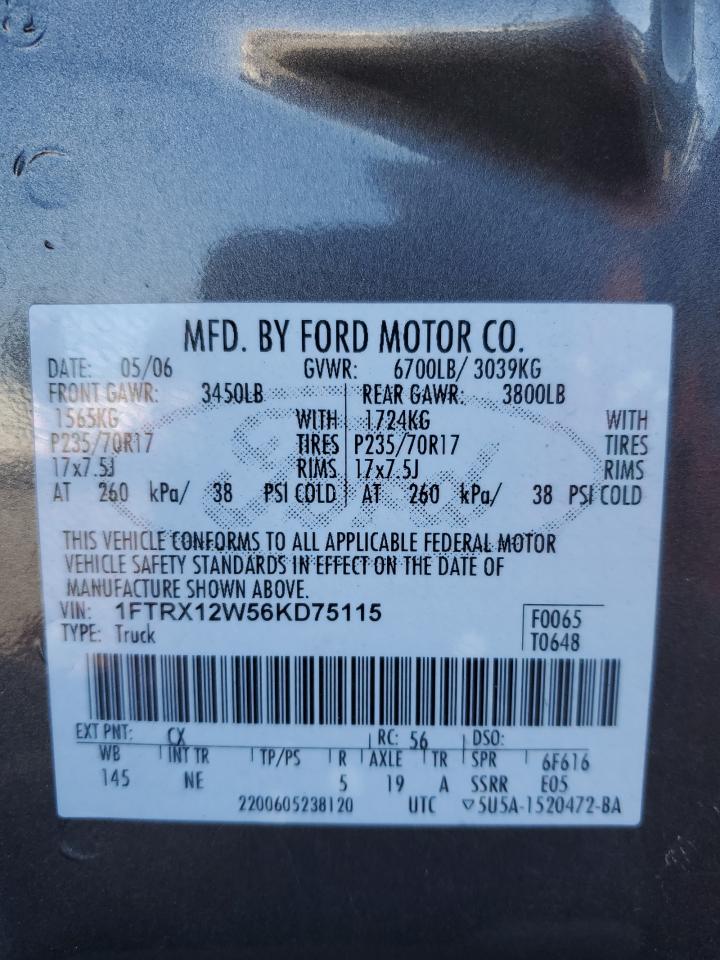 MFD. BY FORD MOTOR CO.
DATE: 05/06 GVWR: 6700LB/ 3039KG
FRONT GAWR: 3450LB REAR GAWR: 3800LB
1565KG WITH 1724KG WITH
P235/70R17 TIRES P235/70R17 TIRES
17x7.5J RIMS 17x7.5J RIMS
AT 260 kPa/ 38 PSI COLD AT 260 kPa/ 38 PSI COLD
THIS VEHICLE CONFORMS TO ALL APPLICABLE FEDERAL MOTOR
VEHICLE SAFETY STANDARDS IN EFFECT ON THE DATE OF
MANUFACTURE SHOWN ABOVE.
VIN: 1FTRX12W56KD75115 F0065
TYPE: Truck T0648
EXT PNT: CX RC: 56 DSO:
WB INT TR TP/PS R AXLE TR SPR 6F616
145 NE 5 19 A SSRR E05
2200605238120 UTC ▽5U5A-1520472-BA